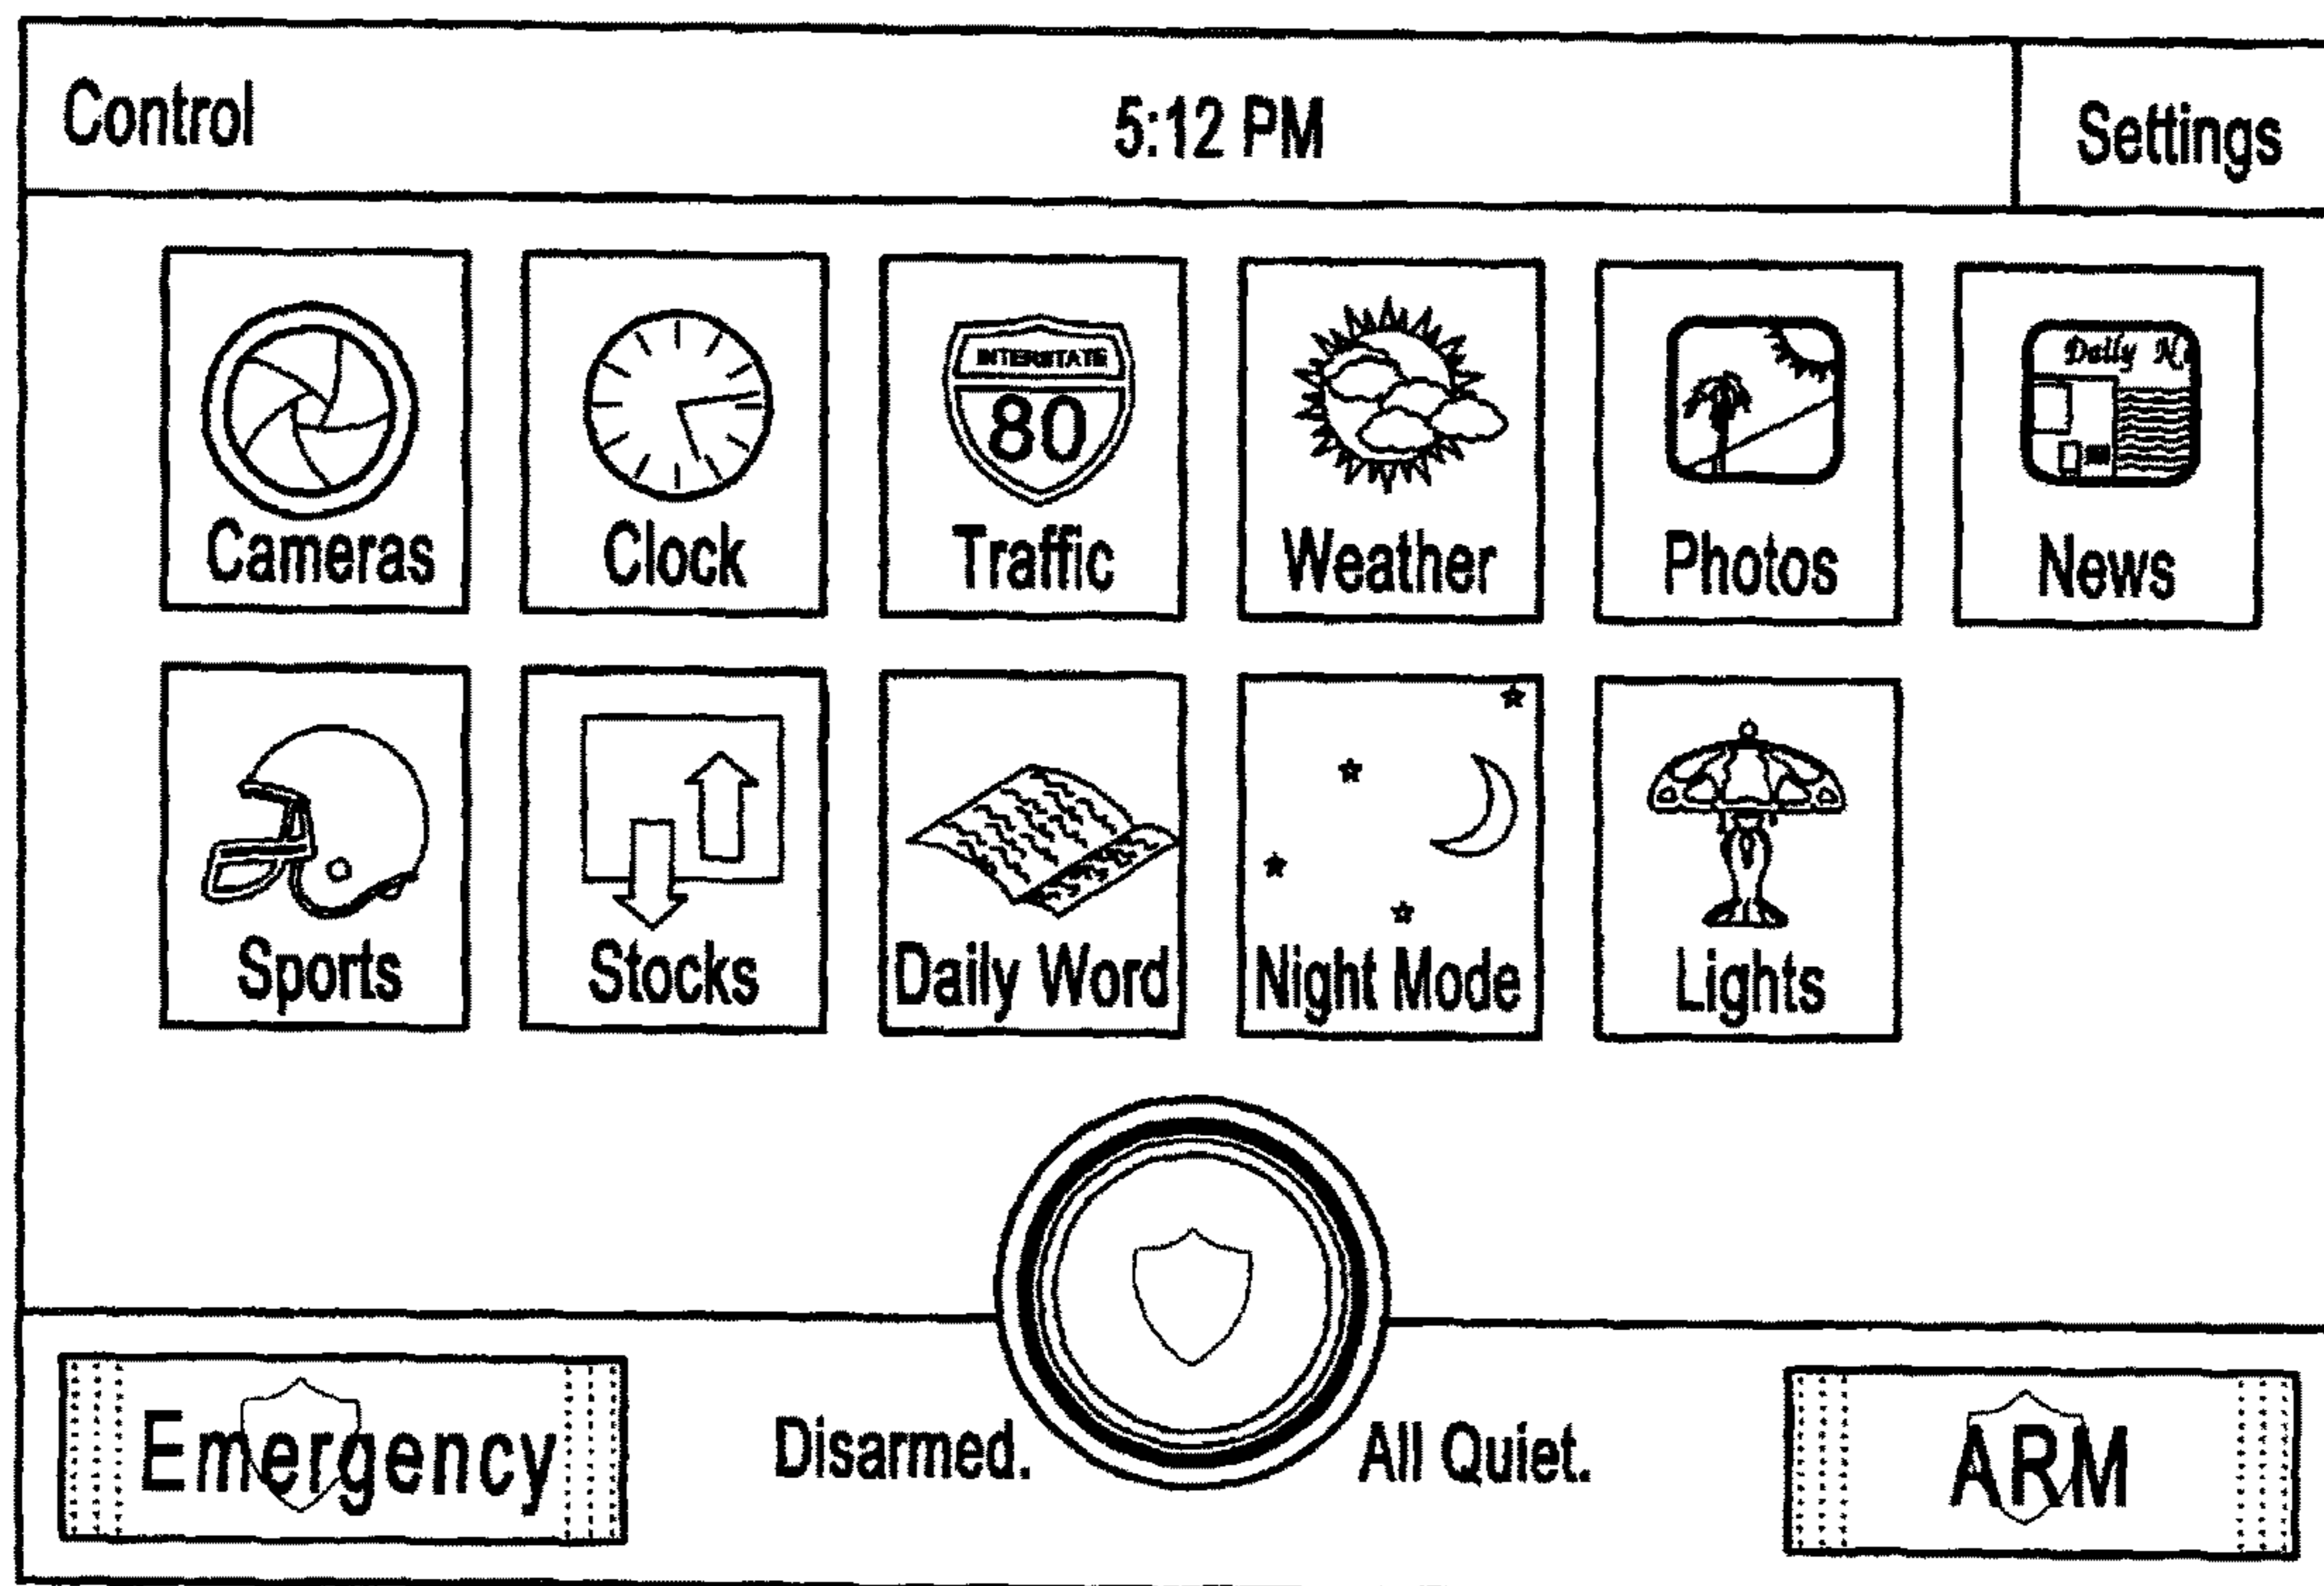 Control 5:12 PM Settings
INTERSTATE
80
Daily N
Cameras Clock Traffic Weather Photos News
Sports Stocks Daily Word Night Mode Lights
Emergency Disarmed. All Quiet. ARM